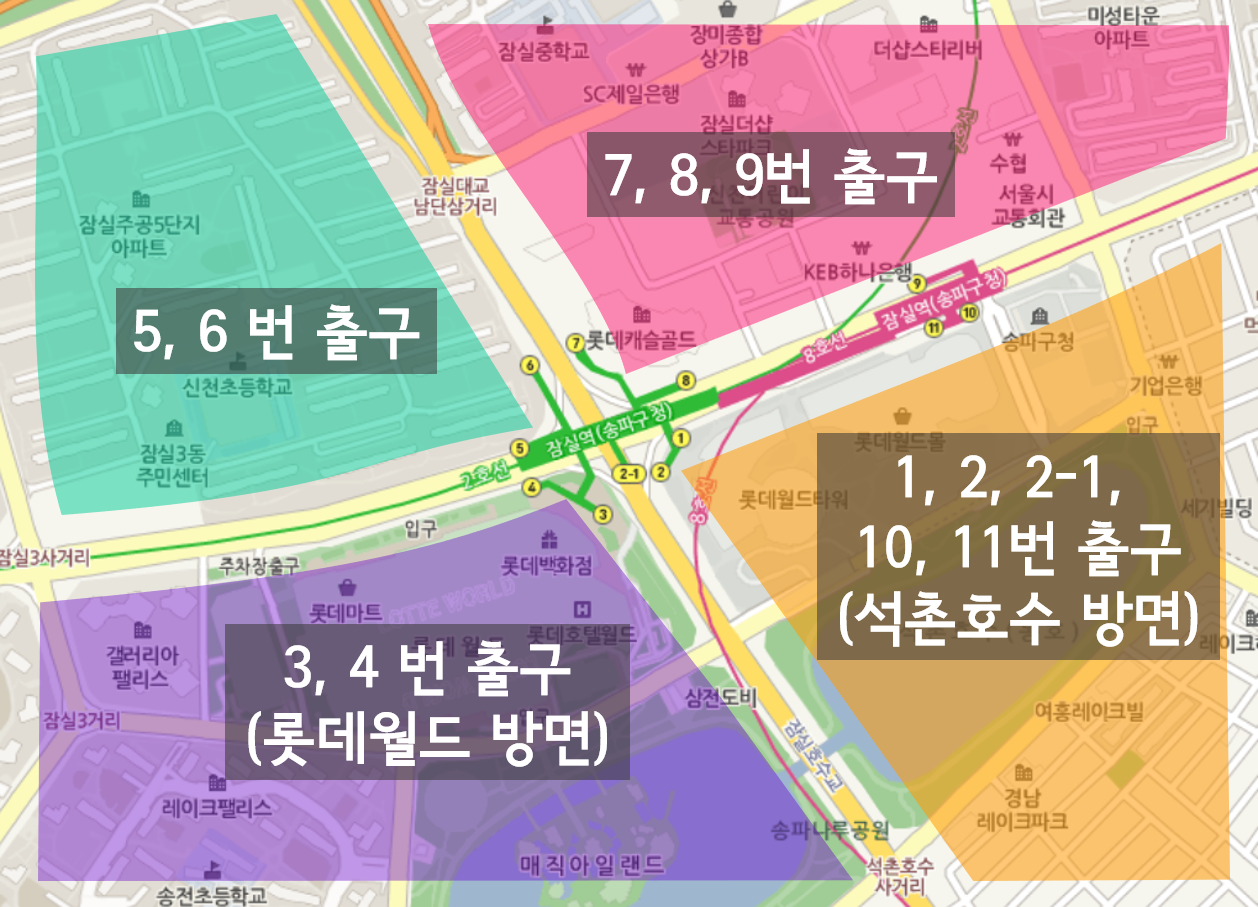 미성타운
아파트
잠실중학교
장미종합
상가B
더샵스타리버
SC제일은행
잠실더샵
스타파크
7, 8, 9번 출구
수협
서울시
교통회관
교통공원
잠실대교
남단삼거리
잠실주공5단지
아파트
KEB하나은행
5, 6 번 출구
신천초등학교
잠실3동
주민센터
롯데캐슬골드
7
6
8
9
10
11
잠실역(송파구청)
8호선
송파구청
기업은행
입구
5
잠실역(송파구청)
1
2
2-1
4
3
2호선
8호선
롯데월드몰
롯데월드타워
1, 2, 2-1,
10, 11번 출구
(석촌호수 방면)
세기빌딩
잠실3사거리
입구
주차장출구
롯데백화점
롯데마트
롯데호텔월드
갤러리아
팰리스
3, 4 번 출구
(롯데월드 방면)
잠실3거리
삼전도비
잠실호수교
여흥레이크빌
레이크팰리스
경남
레이크파크
송파나루공원
매직아일랜드
석촌호수
사거리
송전초등학교